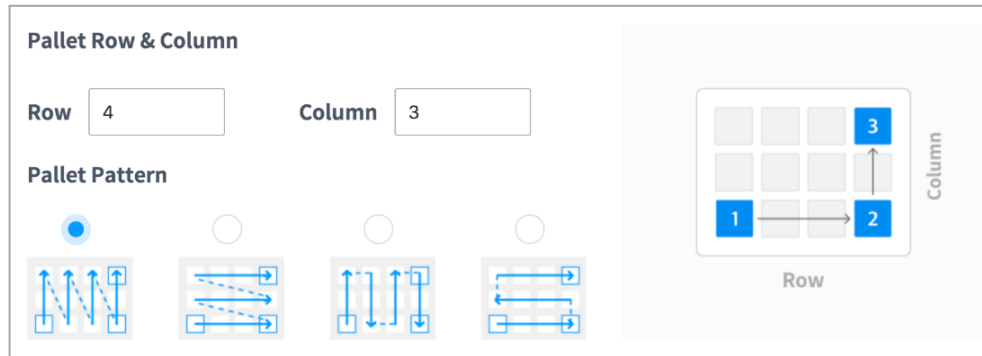 Pallet Row & Column
Row 4 Column 3
Pallet Pattern
3
1 2
Column
Row